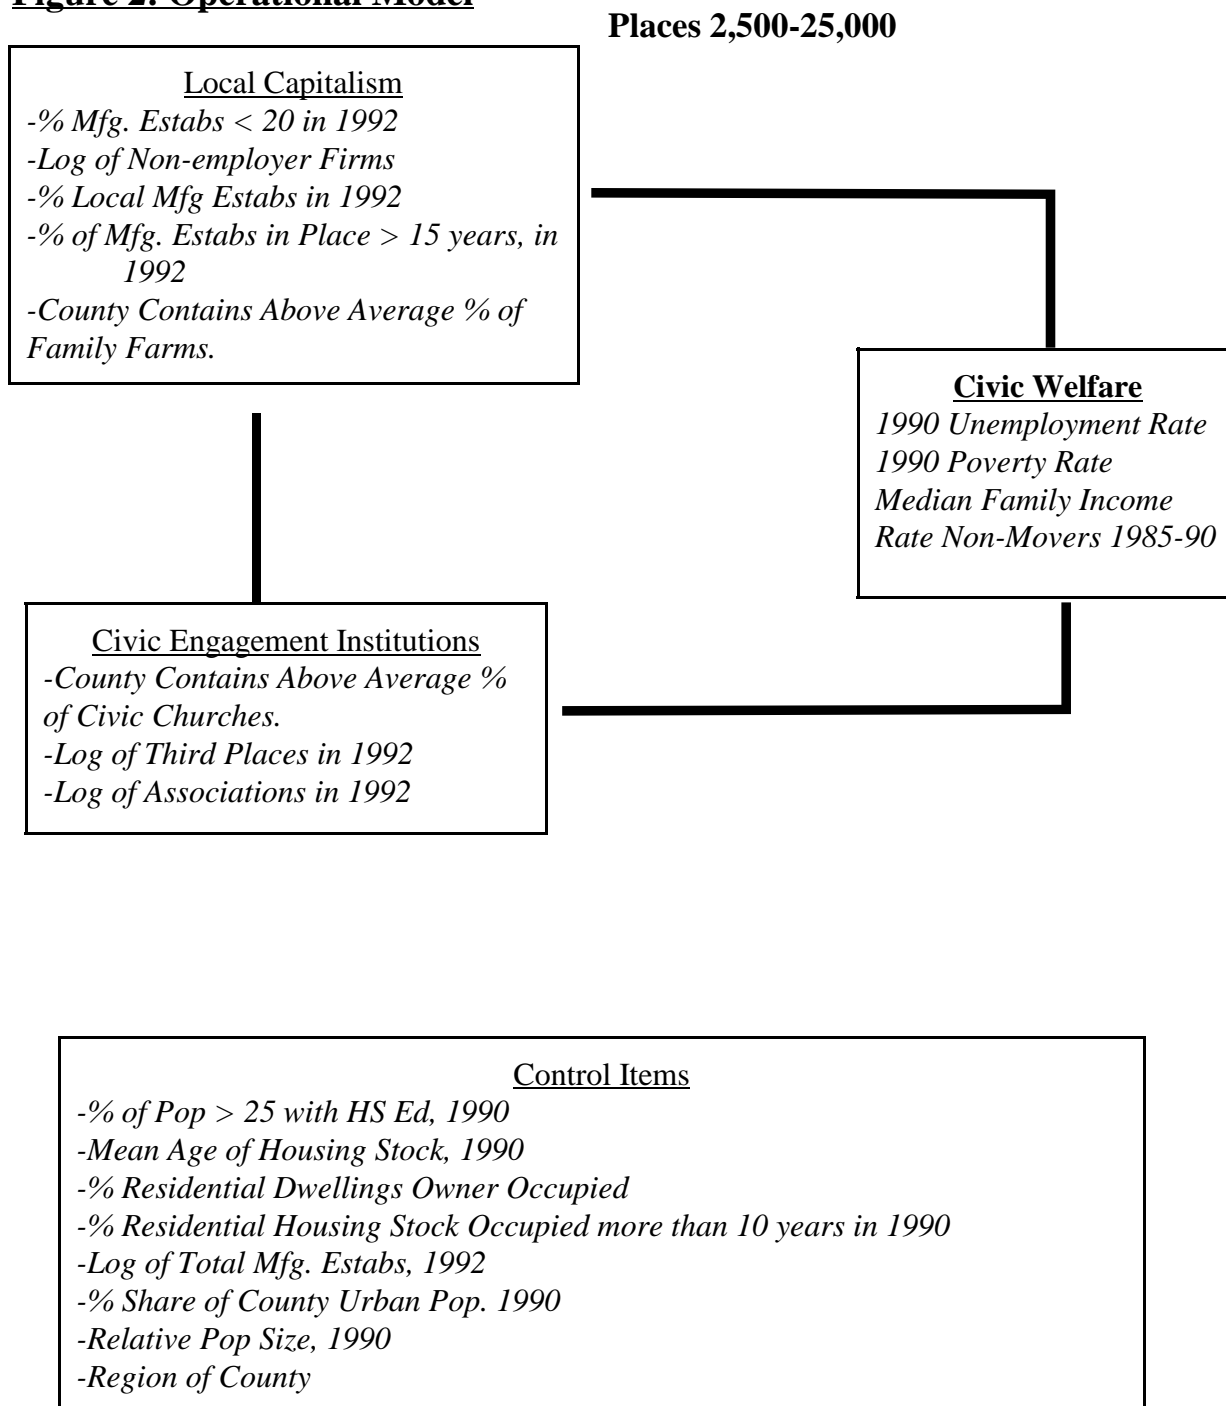 Figure 2: Operational Model
Places 2,500-25,000
Local Capitalism
-% Mfg. Estabs < 20 in 1992
-Log of Non-employer Firms
-% Local Mfg Estabs in 1992
-% of Mfg. Estabs in Place > 15 years, in
1992
-County Contains Above Average % of
Family Farms.
Civic Welfare
1990 Unemployment Rate
1990 Poverty Rate
Median Family Income
Rate Non-Movers 1985-90
Civic Engagement Institutions
-County Contains Above Average %
of Civic Churches.
-Log of Third Places in 1992
-Log of Associations in 1992
Control Items
-% of Pop > 25 with HS Ed, 1990
-Mean Age of Housing Stock, 1990
-% Residential Dwellings Owner Occupied
-% Residential Housing Stock Occupied more than 10 years in 1990
-Log of Total Mfg. Estabs, 1992
-% Share of County Urban Pop. 1990
-Relative Pop Size, 1990
-Region of County